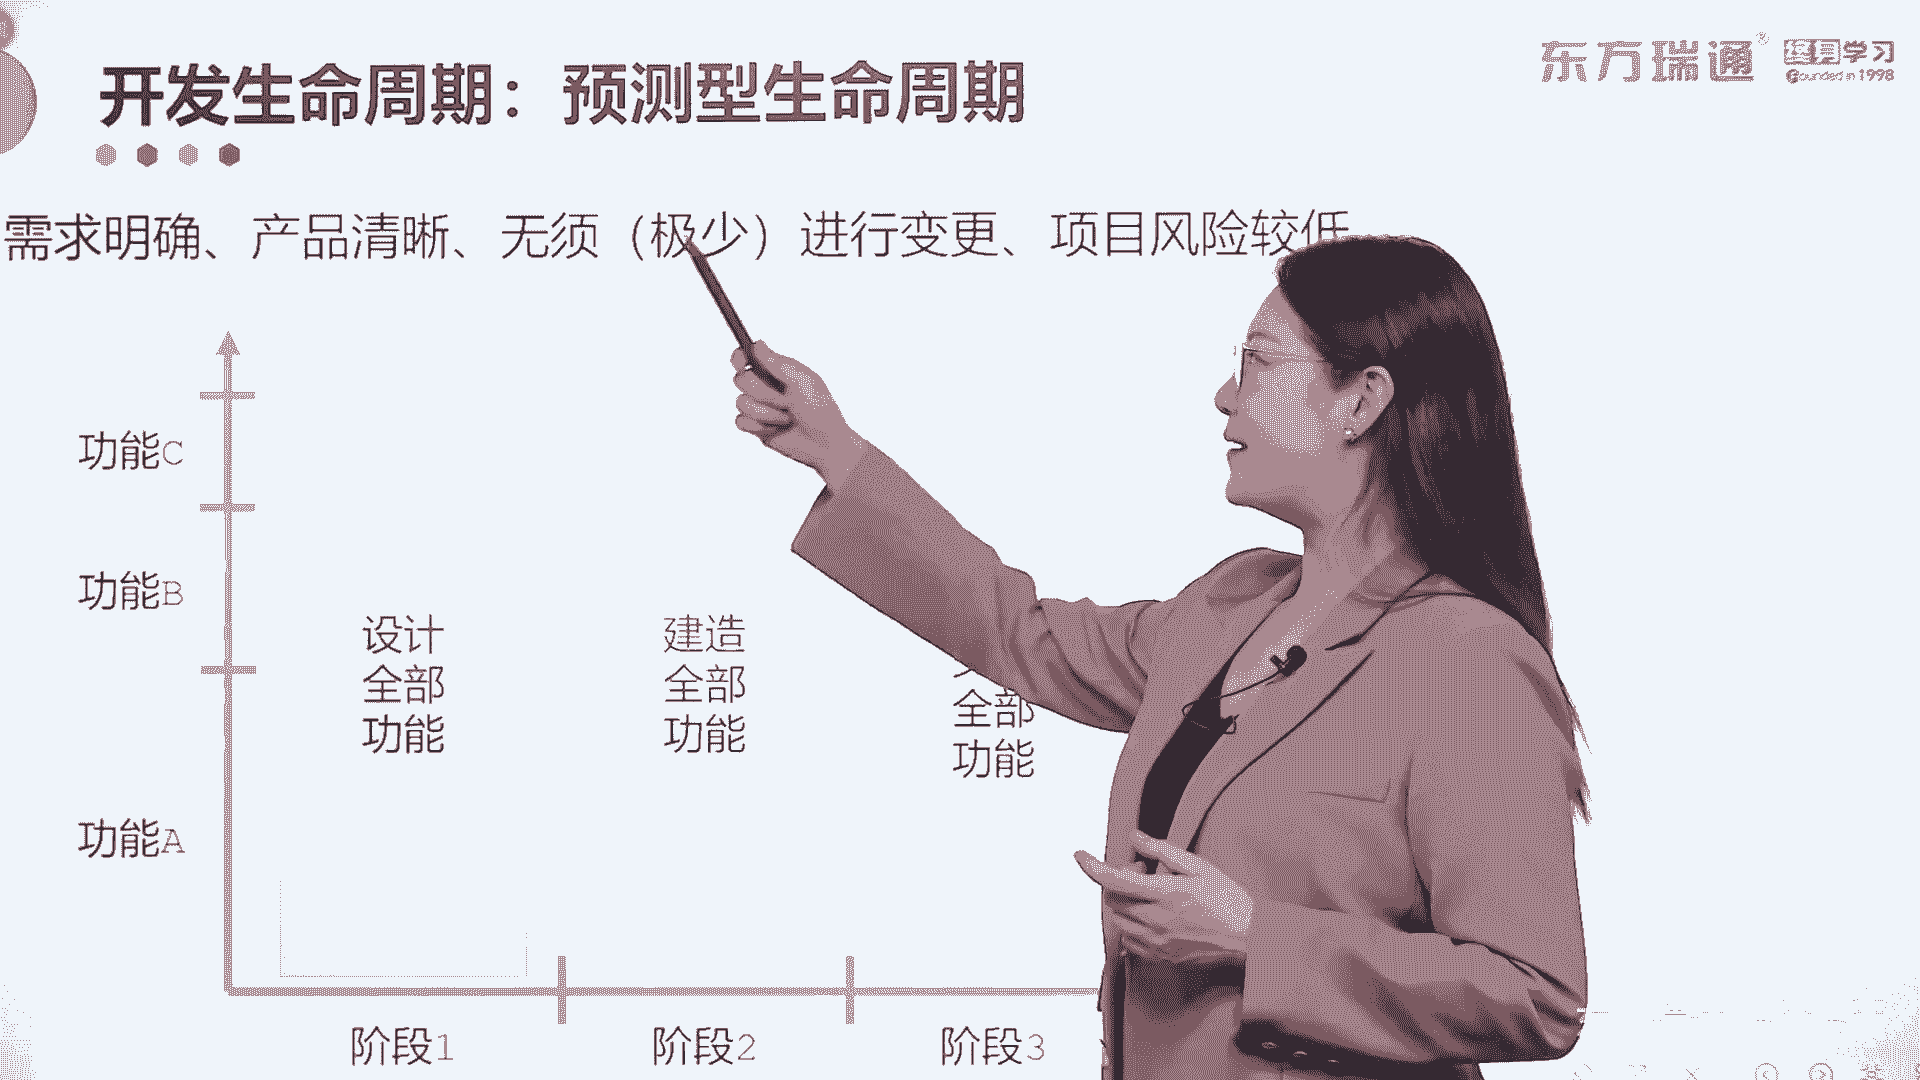 开发生命周期：预测型生命周期
东方瑞通® 终身学习
Founded in 1998
需求明确、产品清晰、无须（极少）进行变更、项目风险较低
功能C
功能B
功能A
设计
全部
功能
建造
全部
功能
全部
功能
阶段1
阶段2
阶段3